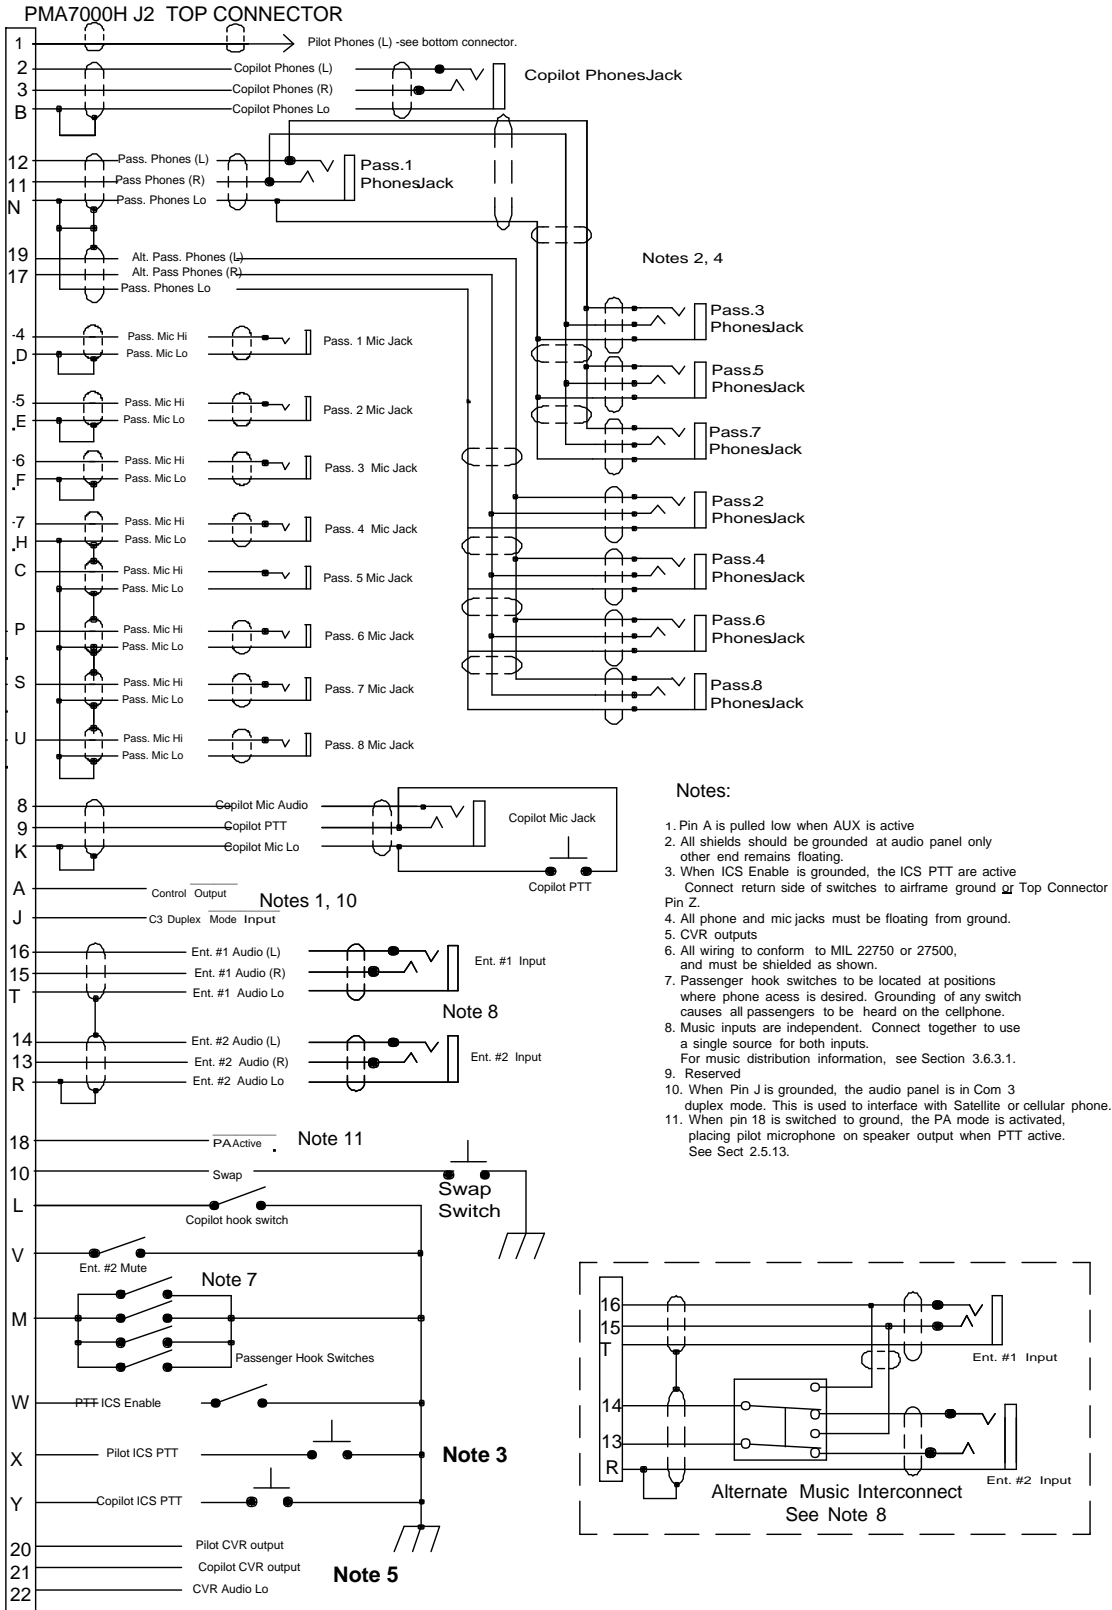 PMA7000H J2 TOP CONNECTOR
1 Pilot Phones (L) -see bottom connector.
2 Copilot Phones (L)
3 Copilot Phones (R)
B Copilot Phones Lo
Copilot PhonesJack
12 Pass. Phones (L)
11 Pass Phones (R)
N Pass. Phones Lo
Pass.1
PhonesJack
19 Alt. Pass. Phones (L)
17 Alt. Pass Phones (R)
Pass. Phones Lo
Notes 2, 4
Pass.3
PhonesJack
Pass.5
PhonesJack
Pass.7
PhonesJack
Pass.2
PhonesJack
Pass.4
PhonesJack
Pass.6
PhonesJack
Pass.8
PhonesJack
-4 Pass. Mic Hi
.D Pass. Mic Lo
Pass. 1 Mic Jack
-5 Pass. Mic Hi
.E Pass. Mic Lo
Pass. 2 Mic Jack
-6 Pass. Mic Hi
.F Pass. Mic Lo
Pass. 3 Mic Jack
-7 Pass. Mic Hi
.H Pass. Mic Lo
Pass. 4 Mic Jack
C Pass. Mic Hi
Pass. Mic Lo
Pass. 5 Mic Jack
P Pass. Mic Hi
Pass. Mic Lo
Pass. 6 Mic Jack
S Pass. Mic Hi
Pass. Mic Lo
Pass. 7 Mic Jack
U Pass. Mic Hi
Pass. Mic Lo
Pass. 8 Mic Jack
8 Copilot Mic Audio
9 Copilot PTT
K Copilot Mic Lo
Copilot Mic Jack
Copilot PTT
A Control Output
Notes 1, 10
J C3 Duplex Mode Input
16 Ent. #1 Audio (L)
15 Ent. #1 Audio (R)
T Ent. #1 Audio Lo
Ent. #1 Input
Note 8
14 Ent. #2 Audio (L)
13 Ent. #2 Audio (R)
R Ent. #2 Audio Lo
Ent. #2 Input
18 PAActive
Note 11
10 Swap
Swap
Switch
L Copilot hook switch
V Ent. #2 Mute
Note 7
M Passenger Hook Switches
W PTT ICS Enable
X Pilot ICS PTT
Note 3
Y Copilot ICS PTT
20 Pilot CVR output
21 Copilot CVR output
22 CVR Audio Lo
Note 5
Notes:
1. Pin A is pulled low when AUX is active
2. All shields should be grounded at audio panel only
other end remains floating.
3. When ICS Enable is grounded, the ICS PTT are active
Connect return side of switches to airframe ground or Top Connector
Pin Z.
4. All phone and mic jacks must be floating from ground.
5. CVR outputs
6. All wiring to conform to MIL 22750 or 27500,
and must be shielded as shown.
7. Passenger hook switches to be located at positions
where phone acess is desired. Grounding of any switch
causes all passengers to be heard on the cellphone.
8. Music inputs are independent. Connect together to use
a single source for both inputs.
For music distribution information, see Section 3.6.3.1.
9. Reserved
10. When Pin J is grounded, the audio panel is in Com 3
duplex mode. This is used to interface with Satellite or cellular phone.
11. When pin 18 is switched to ground, the PA mode is activated,
placing pilot microphone on speaker output when PTT active.
See Sect 2.5.13.
16
15
T
Ent. #1 Input
14
13
R
Ent. #2 Input
Alternate Music Interconnect
See Note 8